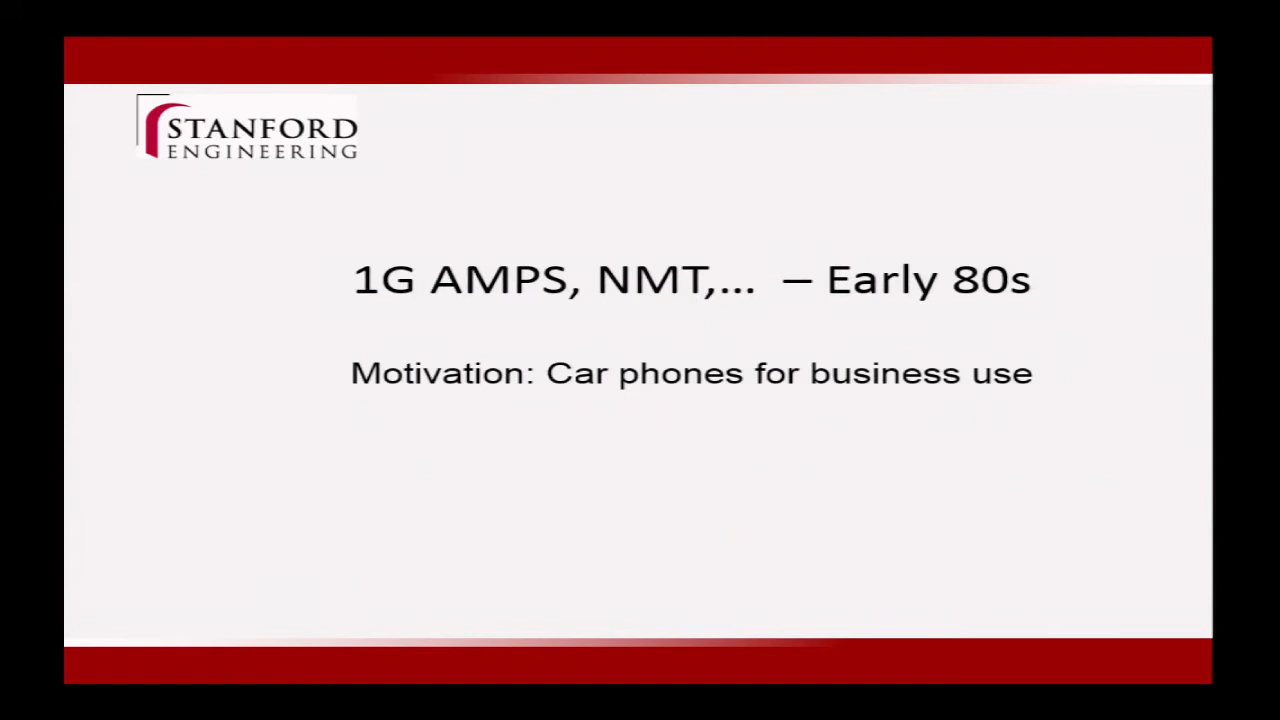 STANFORD
ENGINEERING
1G AMPS, NMT,... – Early 80s
Motivation: Car phones for business use